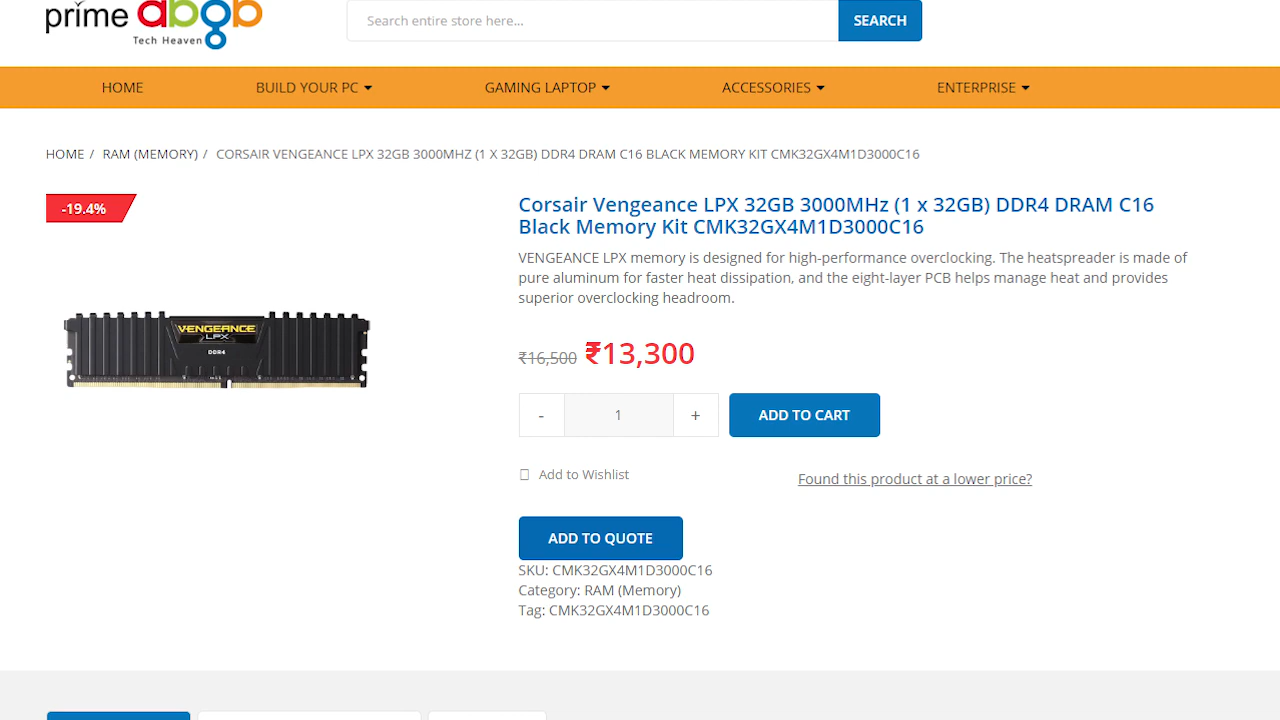 prime abgb
Tech Heaven
Search entire store here...
SEARCH
HOME BUILD YOUR PC GAMING LAPTOP ACCESSORIES ENTERPRISE
HOME / RAM (MEMORY) / CORSAIR VENGEANCE LPX 32GB 3000MHZ (1 X 32GB) DDR4 DRAM C16 BLACK MEMORY KIT CMK32GX4M1D3000C16
-19.4%
VENGEANCE
LPX
DDR4
Corsair Vengeance LPX 32GB 3000MHz (1 x 32GB) DDR4 DRAM C16
Black Memory Kit CMK32GX4M1D3000C16
VENGEANCE LPX memory is designed for high-performance overclocking. The heatspreader is made of
pure aluminum for faster heat dissipation, and the eight-layer PCB helps manage heat and provides
superior overclocking headroom.
₹16,500 ₹13,300
- 1 + ADD TO CART
Add to Wishlist
Found this product at a lower price?
ADD TO QUOTE
SKU: CMK32GX4M1D3000C16
Category: RAM (Memory)
Tag: CMK32GX4M1D3000C16